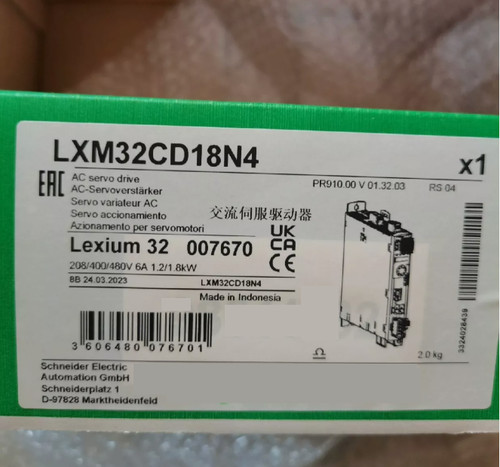 LXM32CD18N4
x1
EAC
AC servo drive
AC-Servoverstärker
Servo variateur AC
Servo accionamiento
Azionamento per servomotori
交流伺服驱动器
PR910.00 V 01.32.03
RS 04
Lexium 32 007670
UK CA
CE
208/400/480V 6A 1.2/1.8kW
8B 24.03.2023
LXM32CD18N4
Made in Indonesia
3 606480 076701
2.0 kg
3324028439
Schneider Electric
Automation GmbH
Schneiderplatz 1
D-97828 Marktheidenfeld